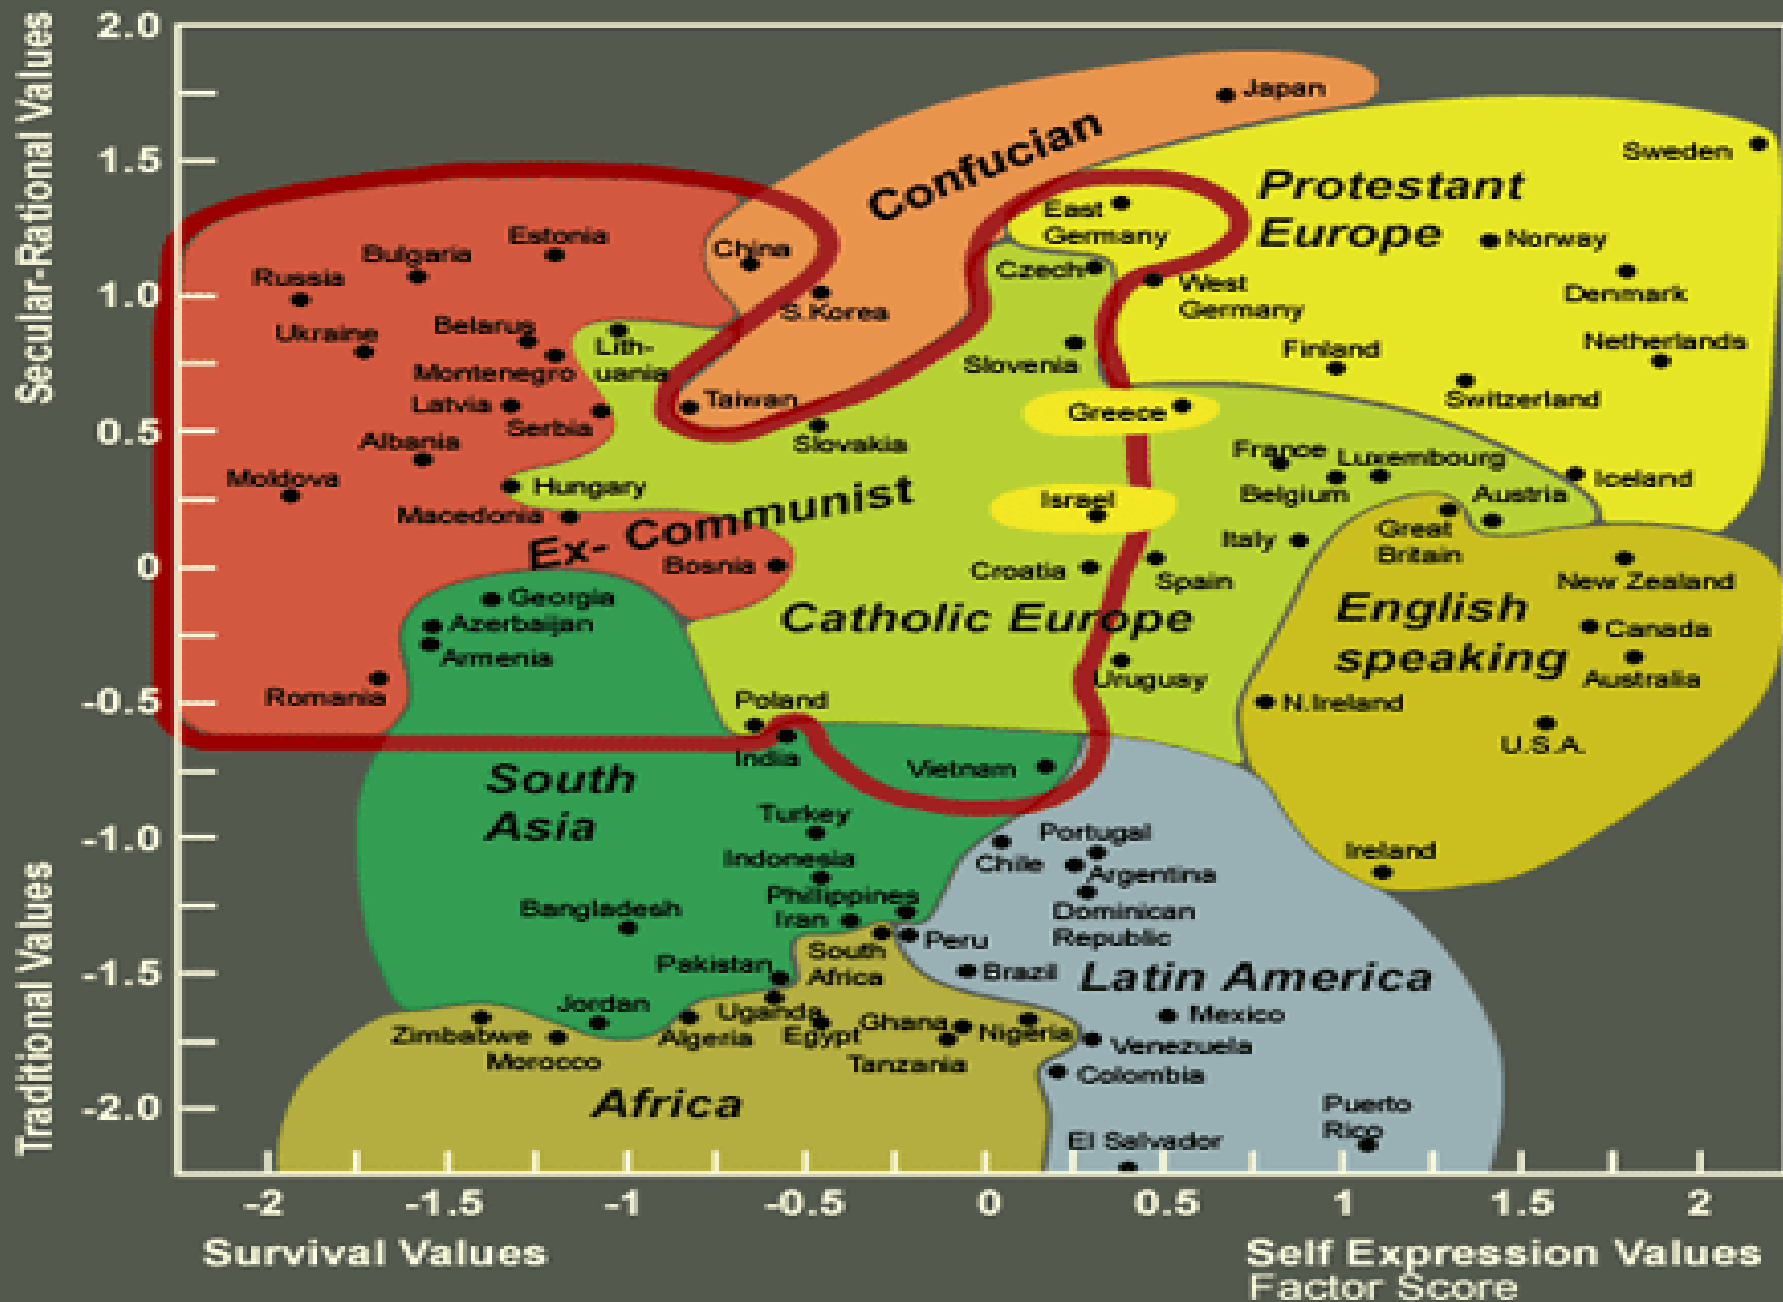 Secular-Rational Values
Traditional Values
2.0
1.5
1.0
0.5
0
-0.5
-1.0
-1.5
-2.0
Japan
Confucian
Sweden
Protestant
Europe
East
Germany
Norway
Estonia
China
Bulgaria
Czech
Russia
West
Germany
Denmark
S.Korea
Belarus
Ukraine
Lith-
uania
Montenegro
Slovenia
Finland
Netherlands
Latvia
Serbia
Taiwan
Greece
Switzerland
Albania
Slovakia
France
Luxembourg
Moldova
Hungary
Belgium
Austria
Iceland
Macedonia
Ex- Communist
Israel
Great
Britain
Italy
Bosnia
Croatia
Spain
New Zealand
Georgia
Azerbaijan
Armenia
Catholic Europe
English
speaking
Canada
Australia
Romania
Poland
Uruguay
N.Ireland
U.S.A.
India
Vietnam
South
Asia
Turkey
Portugal
Indonesia
Chile
Argentina
Ireland
Phillippines
Bangladesh
Iran
Dominican
Republic
South
Africa
Peru
Pakistan
Brazil
Latin America
Jordan
Uganda
Mexico
Zimbabwe
Morocco
Algeria
Egypt
Ghana
Nigeria
Tanzania
Venezuela
Colombia
Africa
Puerto
Rico
El Salvador
-2
-1.5
-1
-0.5
0
0.5
1
1.5
2
Survival Values
Self Expression Values
Factor Score